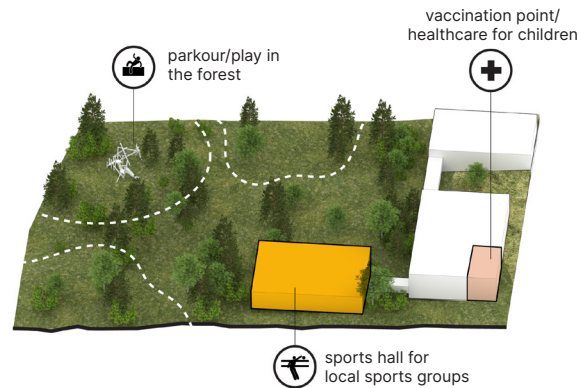 vaccination point/
healthcare for children
parkour/play in
the forest
sports hall for
local sports groups